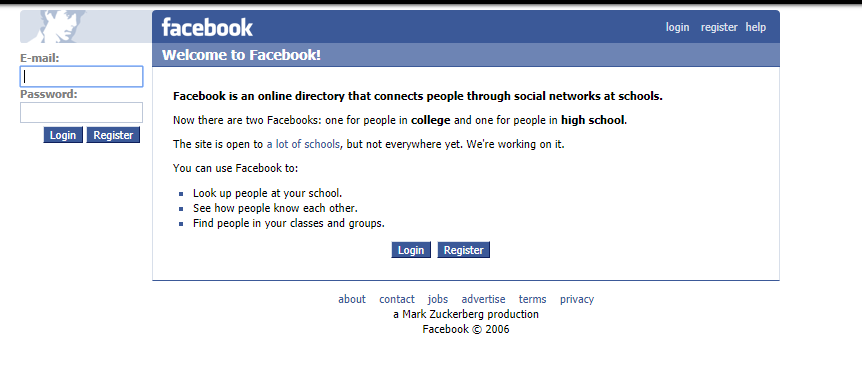 facebook
login register help
E-mail:
Password:
Login Register
Welcome to Facebook!
Facebook is an online directory that connects people through social networks at schools.
Now there are two Facebooks: one for people in college and one for people in high school.
The site is open to a lot of schools, but not everywhere yet. We're working on it.
You can use Facebook to:
Look up people at your school.
See how people know each other.
Find people in your classes and groups.
Login Register
about contact jobs advertise terms privacy
a Mark Zuckerberg production
Facebook © 2006